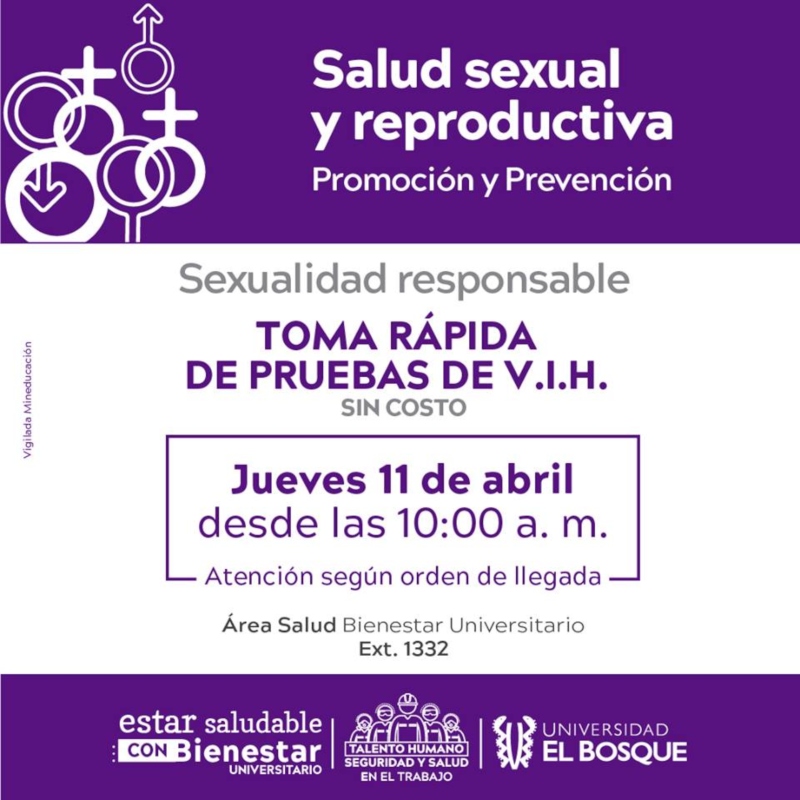 Salud sexual
y reproductiva
Promoción y Prevención
Sexualidad responsable
TOMA RÁPIDA
DE PRUEBAS DE V.I.H.
SIN COSTO
Vigilada Mineducación
Jueves 11 de abril
desde las 10:00 a. m.
Atención según orden de llegada
Área Salud Bienestar Universitario
Ext. 1332
estar saludable
CON Bienestar
UNIVERSITARIO
TALENTO HUMANO
SEGURIDAD Y SALUD
EN EL TRABAJO
UNIVERSIDAD
EL BOSQUE